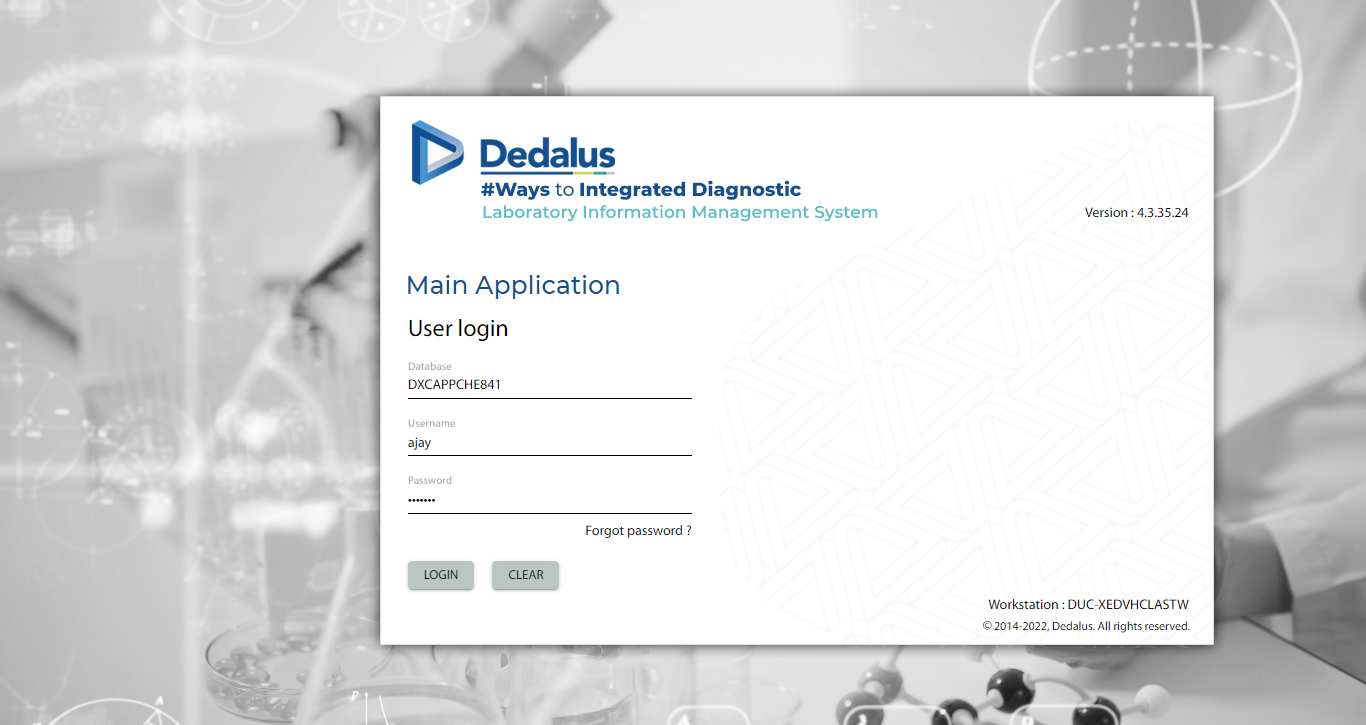 Dedalus
#Ways to Integrated Diagnostic
Laboratory Information Management System
Version : 4.3.35.24
Main Application
User login
Database
DXCAPPCHE841
Username
ajay
Password
•••••••
Forgot password ?
LOGIN CLEAR
Workstation : DUC-XEDVHCLASTW
© 2014-2022, Dedalus. All rights reserved.
P
A